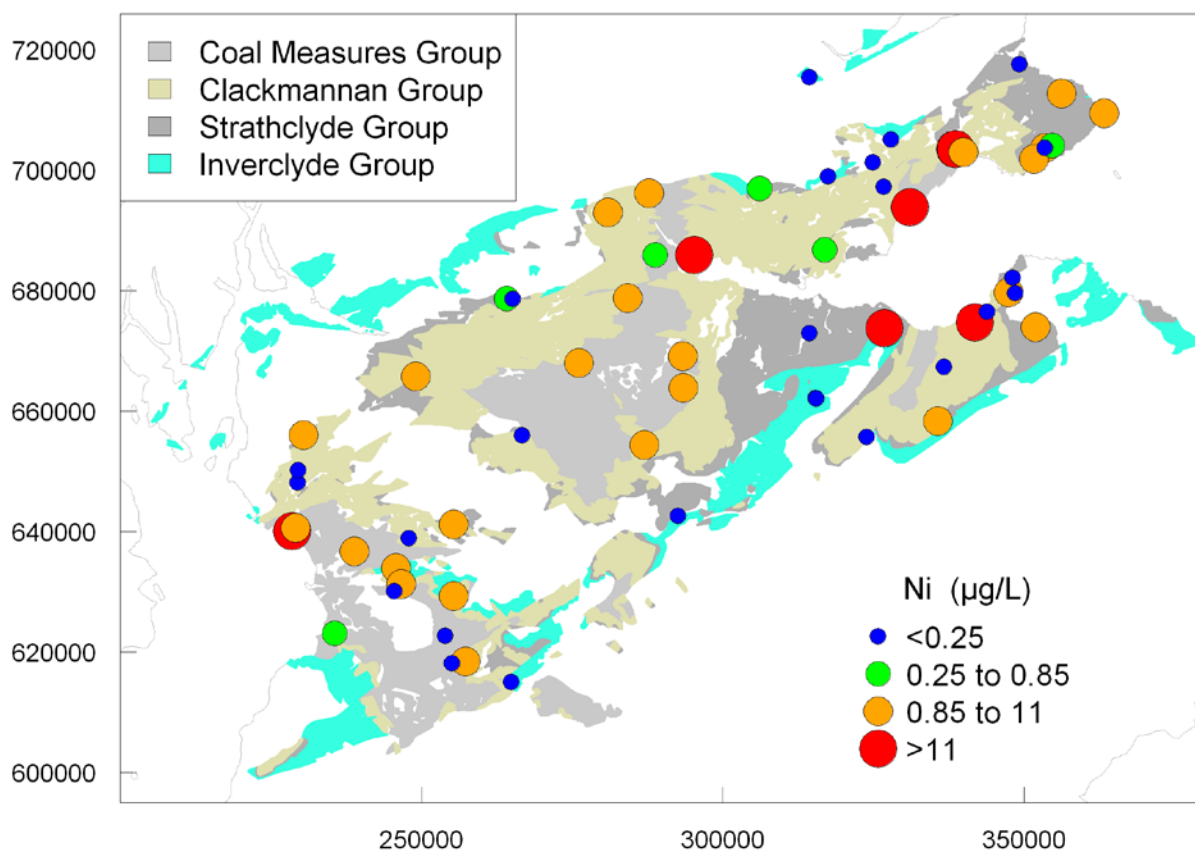 720000
700000
680000
660000
640000
620000
600000
Coal Measures Group
Clackmannan Group
Strathclyde Group
Inverclyde Group
Ni (µg/L)
<0.25
0.25 to 0.85
0.85 to 11
>11
250000
300000
350000